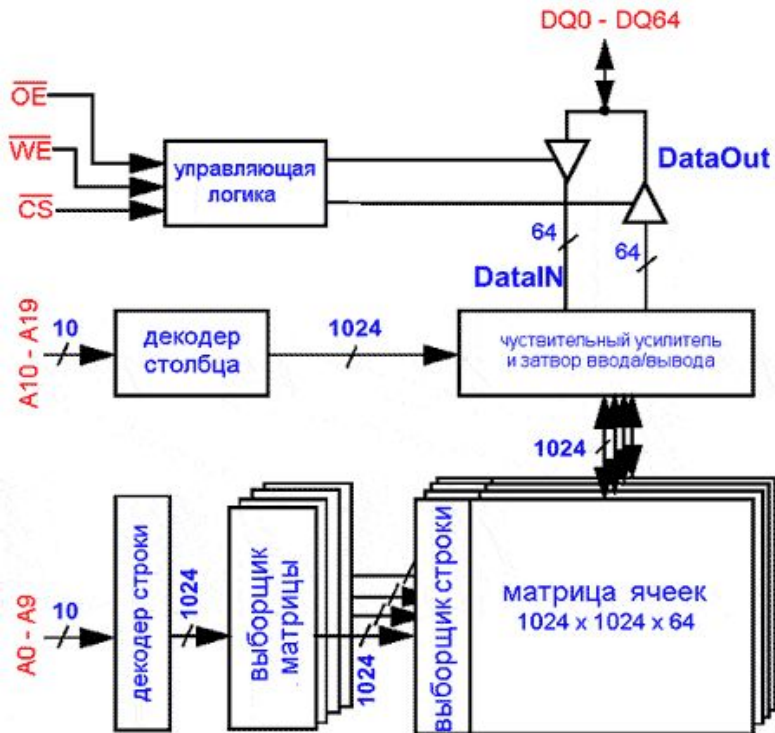 DQ0 - DQ64
OE
WE
CS
управляющая
логика
DataOut
64
64
DataIN
A10 - A19
10
декодер
столбца
1024
чуствительный усилитель
и затвор ввода/вывода
1024
A0 - A9
10
декодер строки
1024
выборщик
матрицы
1024
выборщик строки
матрица ячеек
1024 x 1024 x 64